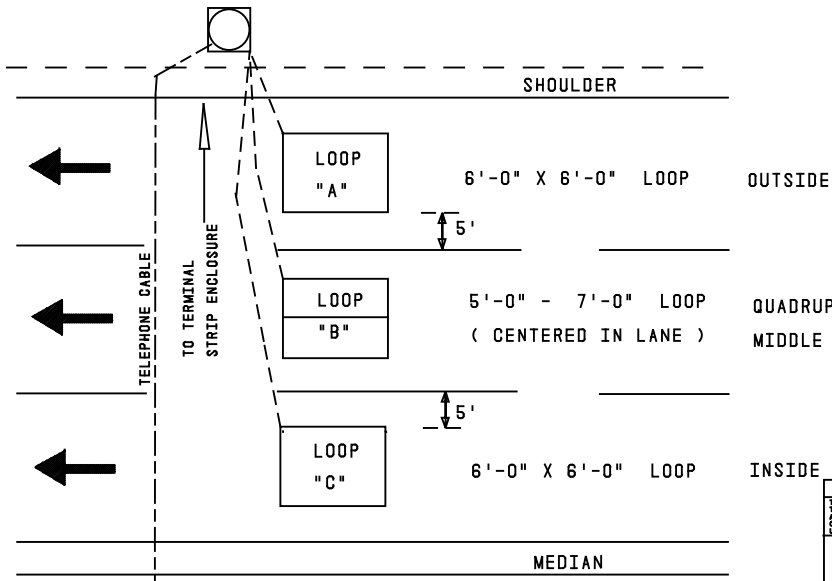 SHOULDER
LOOP
"A"
6'-0" X 6'-0" LOOP
OUTSIDE
5'
TELEPHONE CABLE
TO TERMINAL
STRIP ENCLOSURE
LOOP
"B"
5'-0" - 7'-0" LOOP
( CENTERED IN LANE )
QUADRUP
MIDDLE
5'
LOOP
"C"
6'-0" X 6'-0" LOOP
INSIDE
MEDIAN